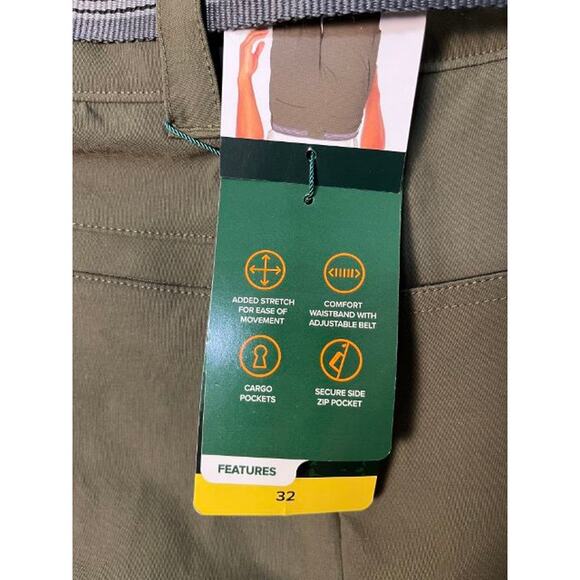 ADDED STRETCH
FOR EASE OF
MOVEMENT
COMFORT
WAISTBAND WITH
ADJUSTABLE BELT
CARGO
POCKETS
SECURE SIDE
ZIP POCKET
FEATURES
32